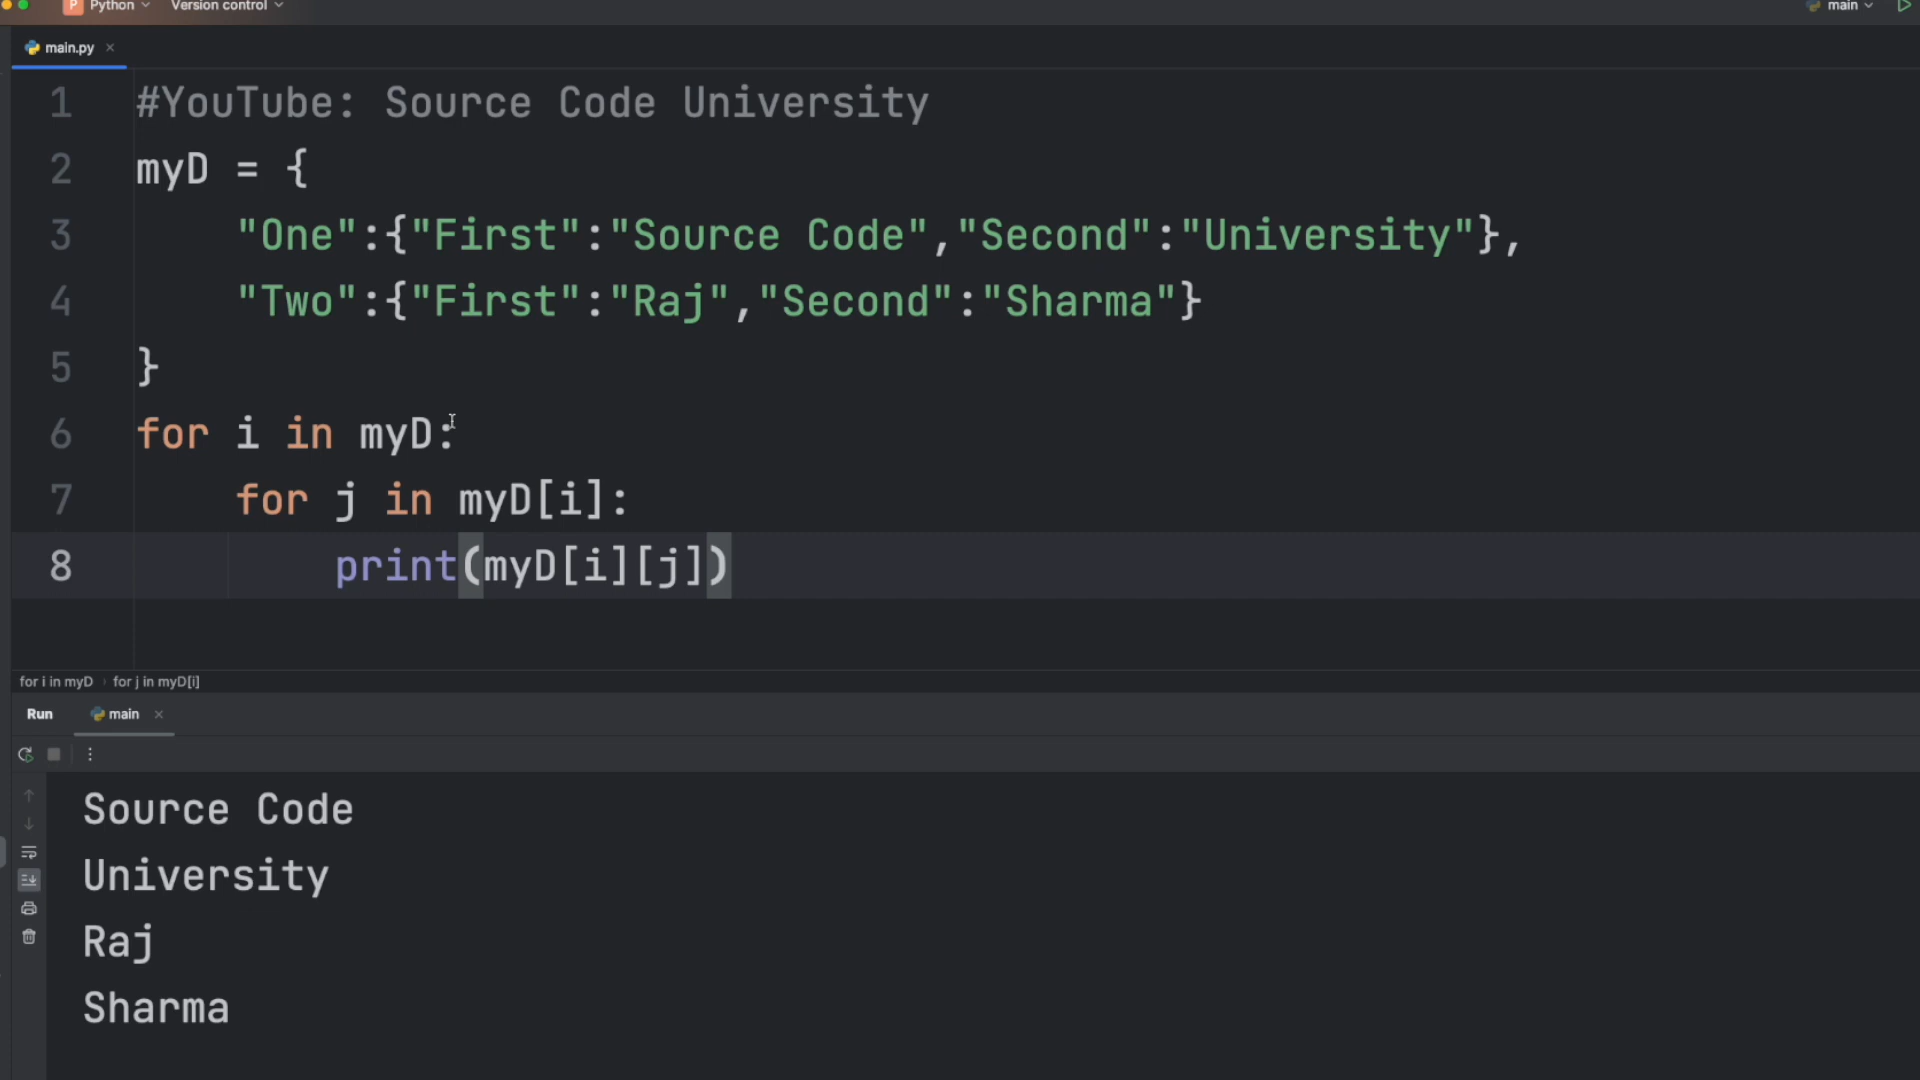 Python Version control main
main.py
1 #YouTube: Source Code University
2 myD = {
3 "One":{"First":"Source Code","Second":"University"},
4 "Two":{"First":"Raj","Second":"Sharma"}
5 }
6 for i in myD:
7 for j in myD[i]:
8 print(myD[i][j])
for i in myD › for j in myD[i]
Run main
Source Code
University
Raj
Sharma